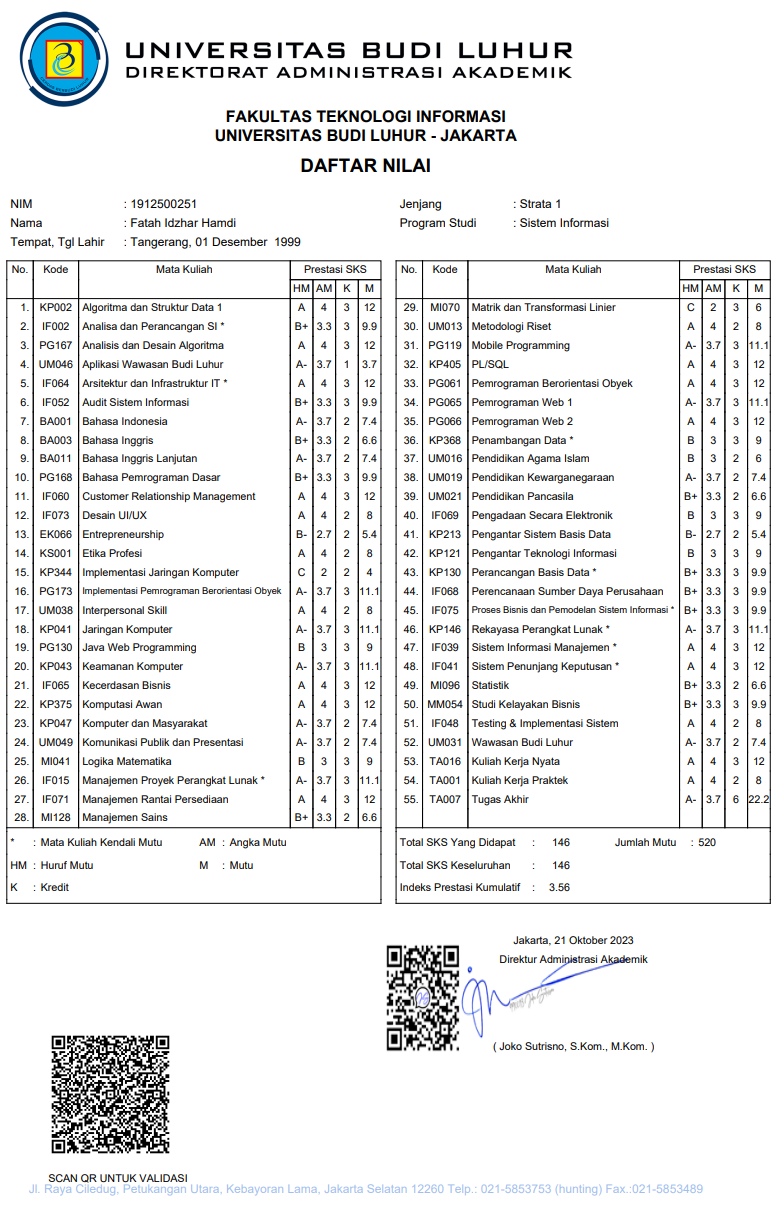 UNIVERSITAS BUDI LUHUR
DIREKTORAT ADMINISTRASI AKADEMIK
FAKULTAS TEKNOLOGI INFORMASI
UNIVERSITAS BUDI LUHUR - JAKARTA
DAFTAR NILAI
NIM : 1912500251
Nama : Fatah Idzhar Hamdi
Tempat, Tgl Lahir : Tangerang, 01 Desember 1999
Jenjang : Strata 1
Program Studi : Sistem Informasi
No. Kode Mata Kuliah Prestasi SKS
HM AM K M
1. KP002 Algoritma dan Struktur Data 1 A 4 3 12
2. IF002 Analisa dan Perancangan SI * B+ 3.3 3 9.9
3. PG167 Analisis dan Desain Algoritma A 4 3 12
4. UM046 Aplikasi Wawasan Budi Luhur A- 3.7 1 3.7
5. IF064 Arsitektur dan Infrastruktur IT * A 4 3 12
6. IF052 Audit Sistem Informasi B+ 3.3 3 9.9
7. BA001 Bahasa Indonesia A- 3.7 2 7.4
8. BA003 Bahasa Inggris B+ 3.3 2 6.6
9. BA011 Bahasa Inggris Lanjutan A- 3.7 2 7.4
10. PG168 Bahasa Pemrograman Dasar B+ 3.3 3 9.9
11. IF060 Customer Relationship Management A 4 3 12
12. IF073 Desain UI/UX A 4 2 8
13. EK066 Entrepreneurship B- 2.7 2 5.4
14. KS001 Etika Profesi A 4 2 8
15. KP344 Implementasi Jaringan Komputer C 2 2 4
16. PG173 Implementasi Pemrograman Berorientasi Obyek A- 3.7 3 11.1
17. UM038 Interpersonal Skill A 4 2 8
18. KP041 Jaringan Komputer A- 3.7 3 11.1
19. PG130 Java Web Programming B 3 3 9
20. KP043 Keamanan Komputer A- 3.7 3 11.1
21. IF065 Kecerdasan Bisnis A 4 3 12
22. KP375 Komputasi Awan A 4 3 12
23. KP047 Komputer dan Masyarakat A- 3.7 2 7.4
24. UM049 Komunikasi Publik dan Presentasi A- 3.7 2 7.4
25. MI041 Logika Matematika B 3 3 9
26. IF015 Manajemen Proyek Perangkat Lunak * A- 3.7 3 11.1
27. IF071 Manajemen Rantai Persediaan A 4 3 12
28. MI128 Manajemen Sains B+ 3.3 2 6.6
* : Mata Kuliah Kendali Mutu AM : Angka Mutu
HM : Huruf Mutu M : Mutu
K : Kredit
No. Kode Mata Kuliah Prestasi SKS
HM AM K M
29. MI070 Matrik dan Transformasi Linier C 2 3 6
30. UM013 Metodologi Riset A 4 2 8
31. PG119 Mobile Programming A- 3.7 3 11.1
32. KP405 PL/SQL A 4 3 12
33. PG061 Pemrograman Berorientasi Obyek A 4 3 12
34. PG065 Pemrograman Web 1 A- 3.7 3 11.1
35. PG066 Pemrograman Web 2 A 4 3 12
36. KP368 Penambangan Data * B 3 3 9
37. UM016 Pendidikan Agama Islam B 3 2 6
38. UM019 Pendidikan Kewarganegaraan A- 3.7 2 7.4
39. UM021 Pendidikan Pancasila B+ 3.3 2 6.6
40. IF069 Pengadaan Secara Elektronik B 3 3 9
41. KP213 Pengantar Sistem Basis Data B- 2.7 2 5.4
42. KP121 Pengantar Teknologi Informasi B 3 3 9
43. KP130 Perancangan Basis Data * B+ 3.3 3 9.9
44. IF068 Perencanaan Sumber Daya Perusahaan B+ 3.3 3 9.9
45. IF075 Proses Bisnis dan Pemodelan Sistem Informasi * B+ 3.3 3 9.9
46. KP146 Rekayasa Perangkat Lunak * A- 3.7 3 11.1
47. IF039 Sistem Informasi Manajemen * A 4 3 12
48. IF041 Sistem Penunjang Keputusan * A 4 3 12
49. MI096 Statistik B+ 3.3 2 6.6
50. MM054 Studi Kelayakan Bisnis B+ 3.3 3 9.9
51. IF048 Testing & Implementasi Sistem A 4 2 8
52. UM031 Wawasan Budi Luhur A- 3.7 2 7.4
53. TA016 Kuliah Kerja Nyata A 4 3 12
54. TA001 Kuliah Kerja Praktek A 4 2 8
55. TA007 Tugas Akhir A- 3.7 6 22.2
Total SKS Yang Didapat : 146 Jumlah Mutu : 520
Total SKS Keseluruhan : 146
Indeks Prestasi Kumulatif : 3.56
Jakarta, 21 Oktober 2023
Direktur Administrasi Akademik
( Joko Sutrisno, S.Kom., M.Kom. )
SCAN QR UNTUK VALIDASI
Jl. Raya Ciledug, Petukangan Utara, Kebayoran Lama, Jakarta Selatan 12260 Telp.: 021-5853753 (hunting) Fax.:021-5853489